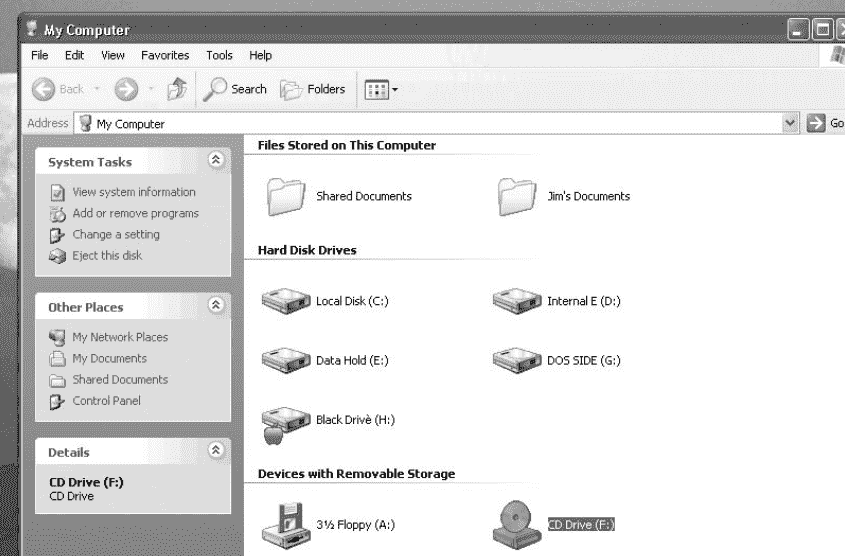 My Computer
File Edit View Favorites Tools Help
Back Search Folders
Address My Computer Go
System Tasks
View system information
Add or remove programs
Change a setting
Eject this disk
Other Places
My Network Places
My Documents
Shared Documents
Control Panel
Details
CD Drive (F:)
CD Drive
Files Stored on This Computer
Shared Documents Jim's Documents
Hard Disk Drives
Local Disk (C:) Internal E (D:)
Data Hold (E:) DOS SIDE (G:)
Black Drivè (H:)
Devices with Removable Storage
3½ Floppy (A:) CD Drive (F:)